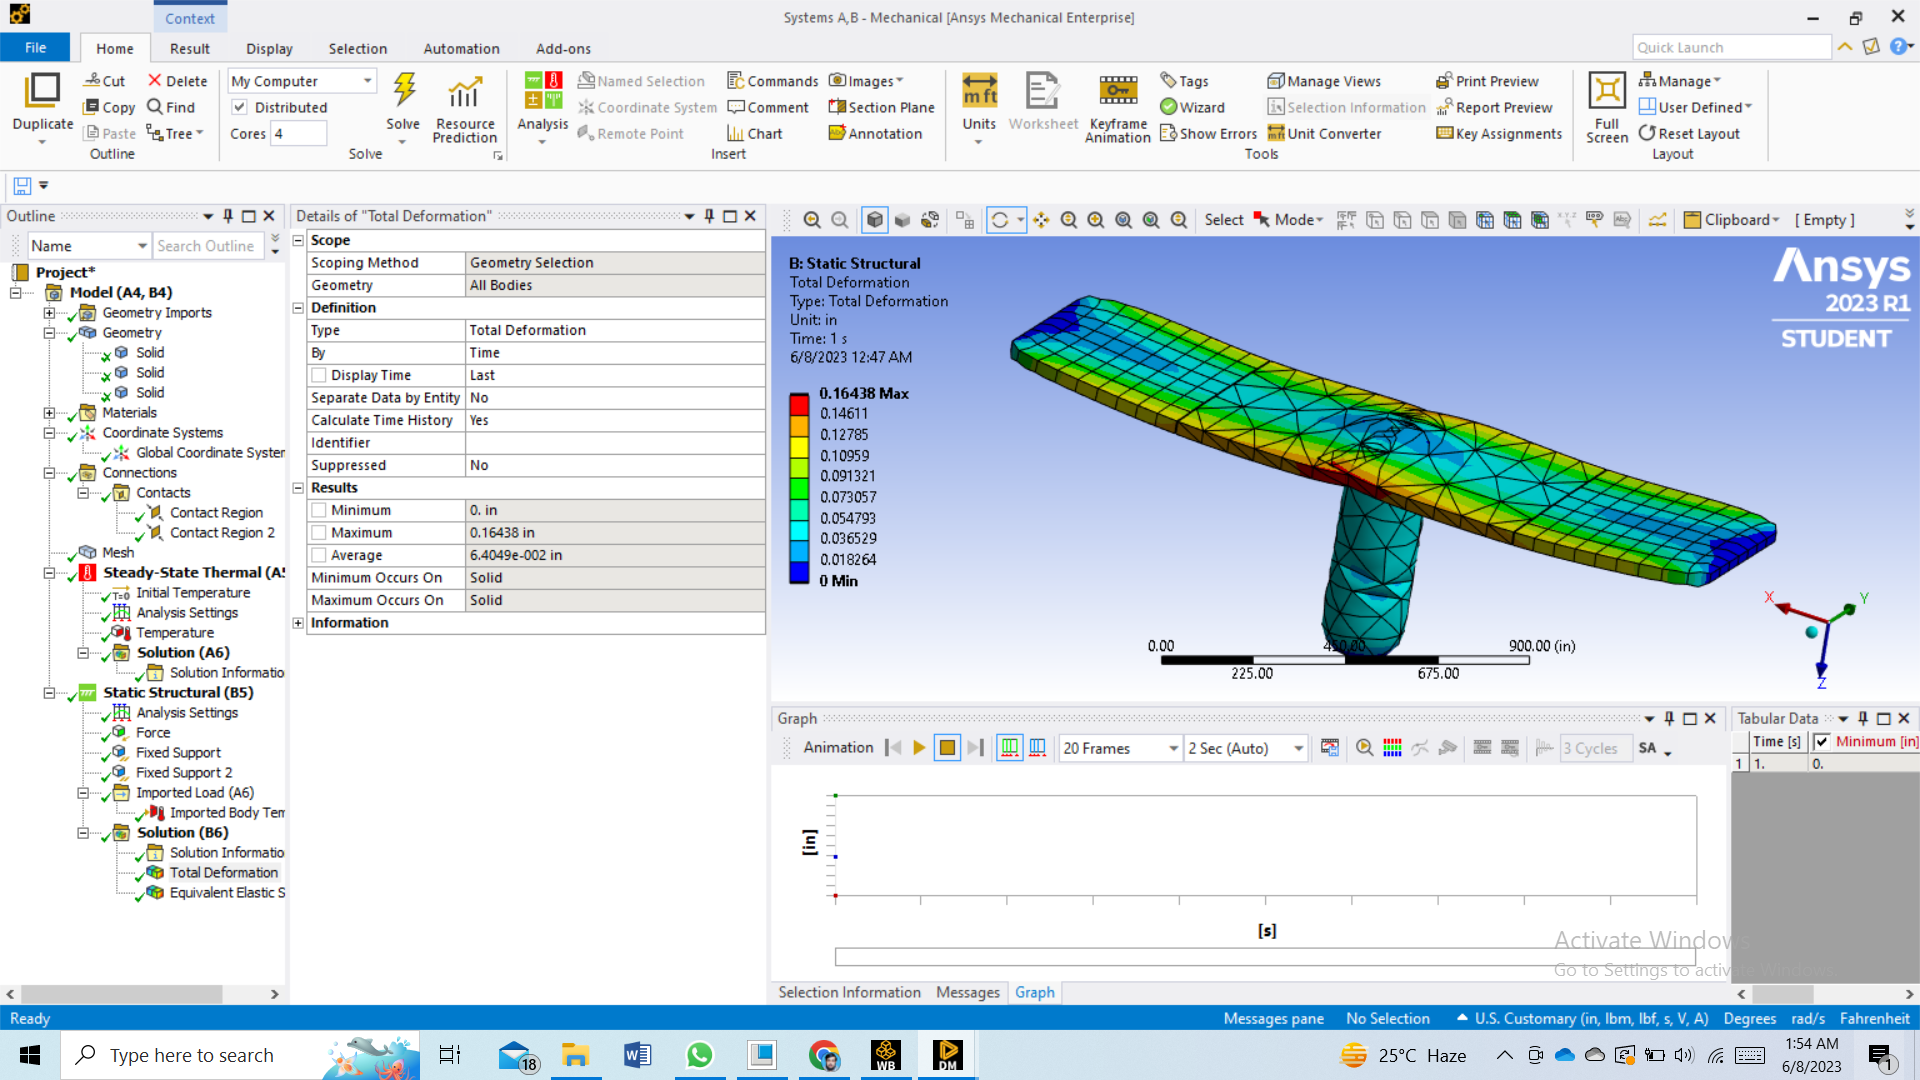 Context
Systems A,B - Mechanical [Ansys Mechanical Enterprise]
File Home Result Display Selection Automation Add-ons
Quick Launch
Duplicate
Cut
Copy
Paste
Delete
Find
Tree
Outline
My Computer
Distributed
Cores 4
Solve
Resource Prediction
Solve
Analysis
Named Selection
Coordinate System
Remote Point
Commands
Comment
Chart
Images
Section Plane
Annotation
Insert
Units
Worksheet
Keyframe Animation
Tags
Wizard
Show Errors
Manage Views
Selection Information
Unit Converter
Print Preview
Report Preview
Key Assignments
Tools
Full Screen
Manage
User Defined
Reset Layout
Layout
Outline
Name Search Outline
Project*
Model (A4, B4)
Geometry Imports
Geometry
Solid
Solid
Solid
Materials
Coordinate Systems
Global Coordinate System
Connections
Contacts
Contact Region
Contact Region 2
Mesh
Steady-State Thermal (A5
Initial Temperature
Analysis Settings
Temperature
Solution (A6)
Solution Informatio
Static Structural (B5)
Analysis Settings
Force
Fixed Support
Fixed Support 2
Imported Load (A6)
Imported Body Tem
Solution (B6)
Solution Informatio
Total Deformation
Equivalent Elastic S
Details of "Total Deformation"
Scope
Scoping Method Geometry Selection
Geometry All Bodies
Definition
Type Total Deformation
By Time
Display Time Last
Separate Data by Entity No
Calculate Time History Yes
Identifier
Suppressed No
Results
Minimum 0. in
Maximum 0.16438 in
Average 6.4049e-002 in
Minimum Occurs On Solid
Maximum Occurs On Solid
Information
Select Mode Clipboard [ Empty ]
B: Static Structural
Total Deformation
Type: Total Deformation
Unit: in
Time: 1 s
6/8/2023 12:47 AM
0.16438 Max
0.14611
0.12785
0.10959
0.091321
0.073057
0.054793
0.036529
0.018264
0 Min
Ansys
2023 R1
STUDENT
0.00 450.00 900.00 (in)
225.00 675.00
X Y Z
Graph
Animation 20 Frames 2 Sec (Auto) 3 Cycles SA
[in]
[s]
Tabular Data
Time [s] Minimum [in]
1 1. 0.
Activate Windows
Go to Settings to activate Windows.
Selection Information Messages Graph
Ready Messages pane No Selection U.S. Customary (in, lbm, lbf, s, V, A) Degrees rad/s Fahrenheit
Type here to search
18
WB
DM
25°C Haze
1:54 AM
6/8/2023
1